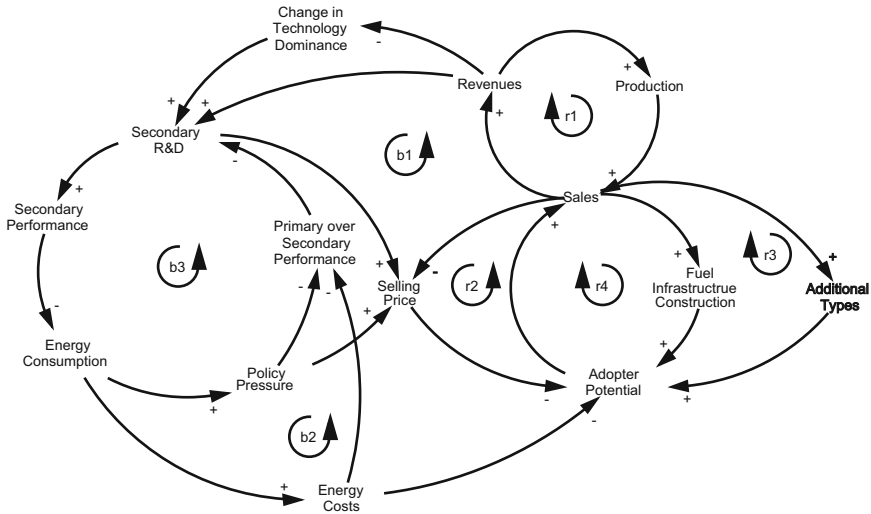 Change in
Technology
Dominance
-
Revenues
+
Production
+
+
Secondary
R&D
+
r1
b1
+
-
+
Sales
+
Secondary
Performance
Primary over
Secondary
Performance
+
+
+
b3
Selling
Price
+
-
r2
r4
Fuel
Infrastructrue
Construction
r3
Additional
Types
-
-
-
+
Energy
Consumption
Policy
Pressure
+
+
Adopter
Potential
-
+
-
b2
+
Energy
Costs